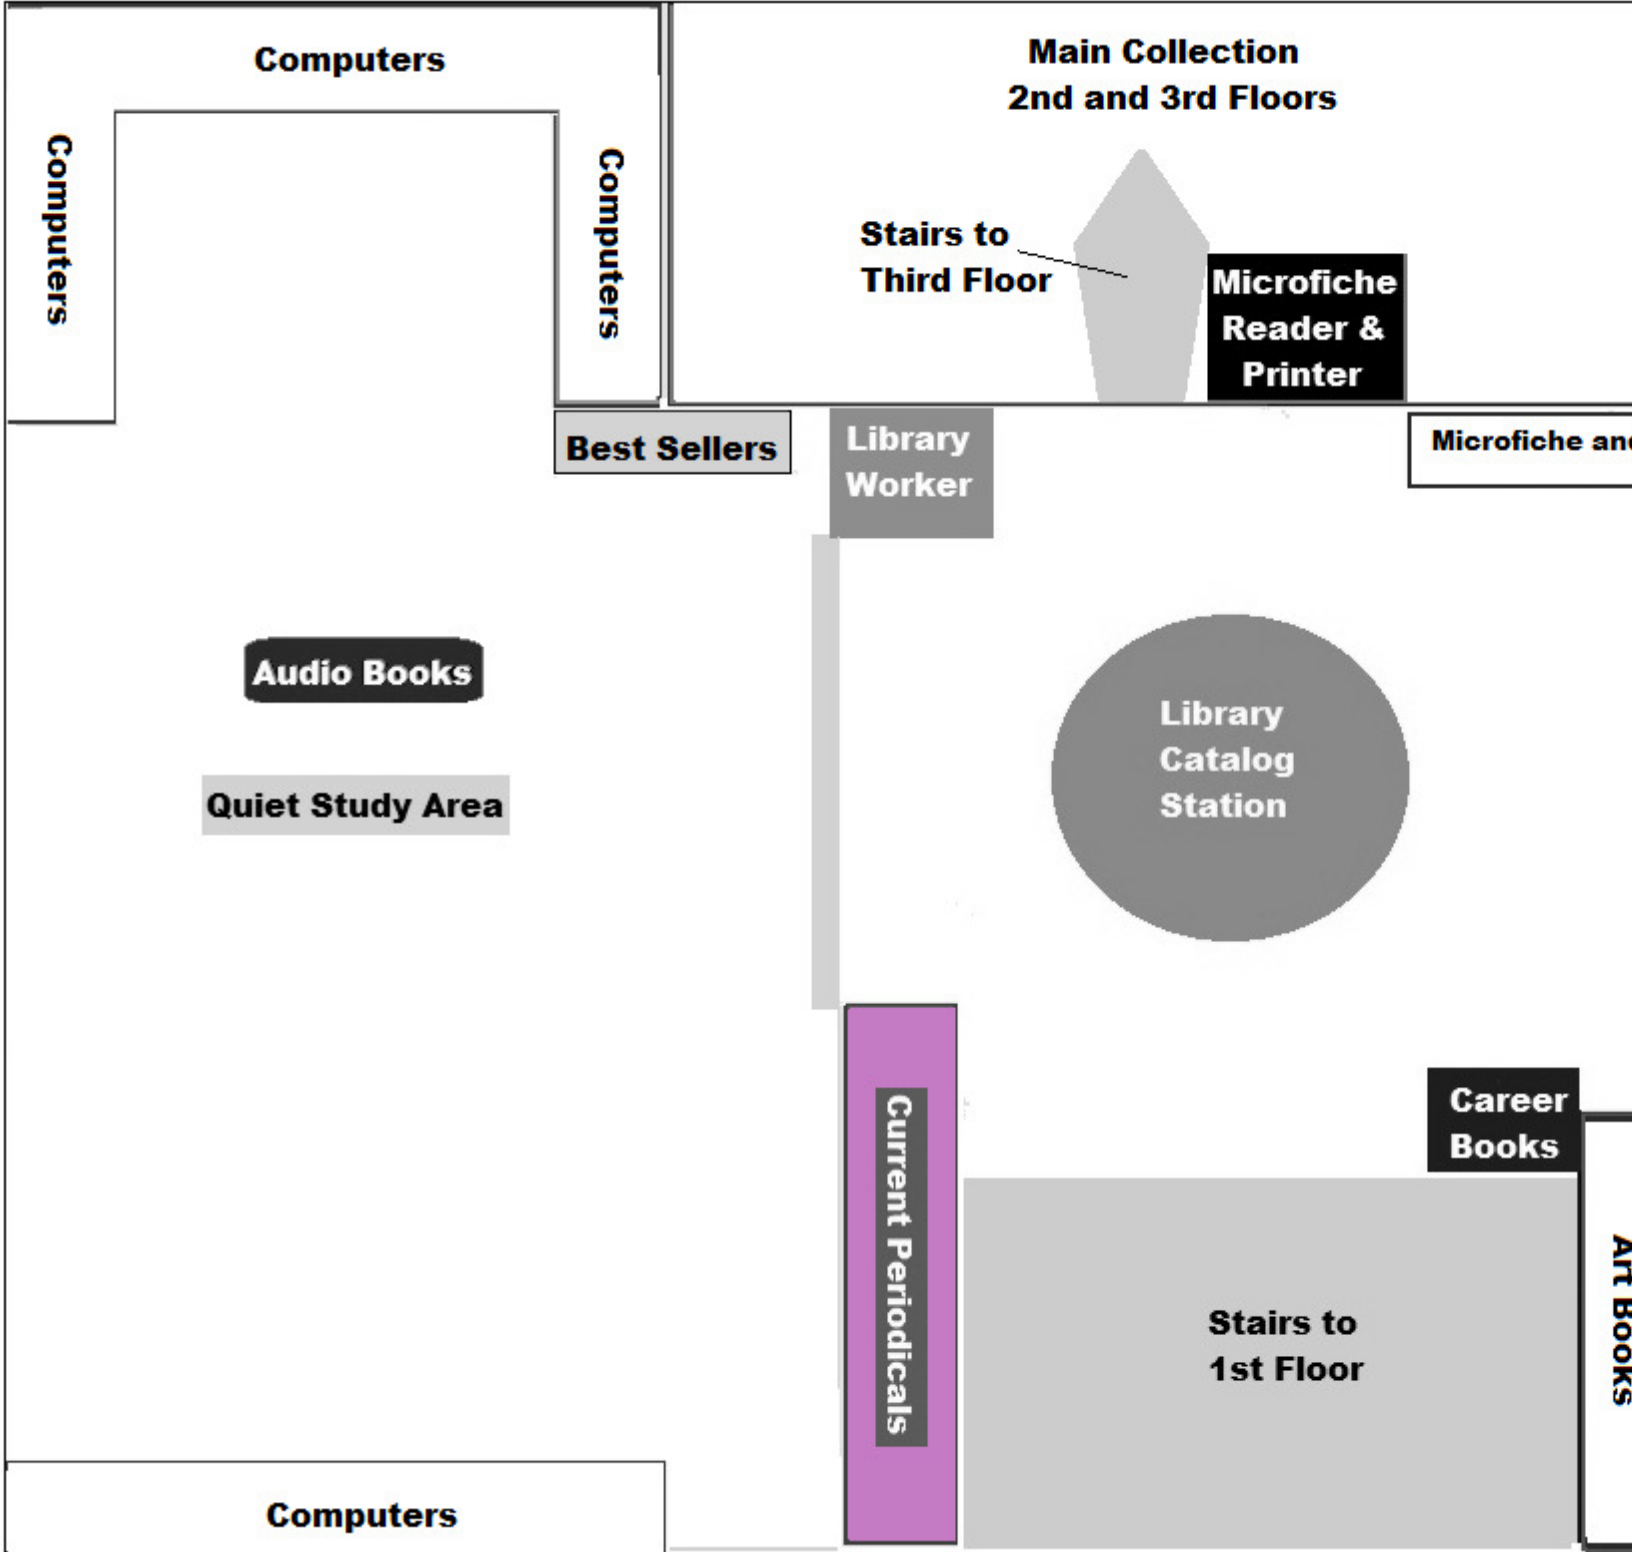 Computers
Main Collection
2nd and 3rd Floors
Computers
Computers
Stairs to
Third Floor
Microfiche
Reader &
Printer
Best Sellers
Library
Worker
Microfiche and
Audio Books
Quiet Study Area
Library
Catalog
Station
Career
Books
Current Periodicals
Art Books
Stairs to
1st Floor
Computers